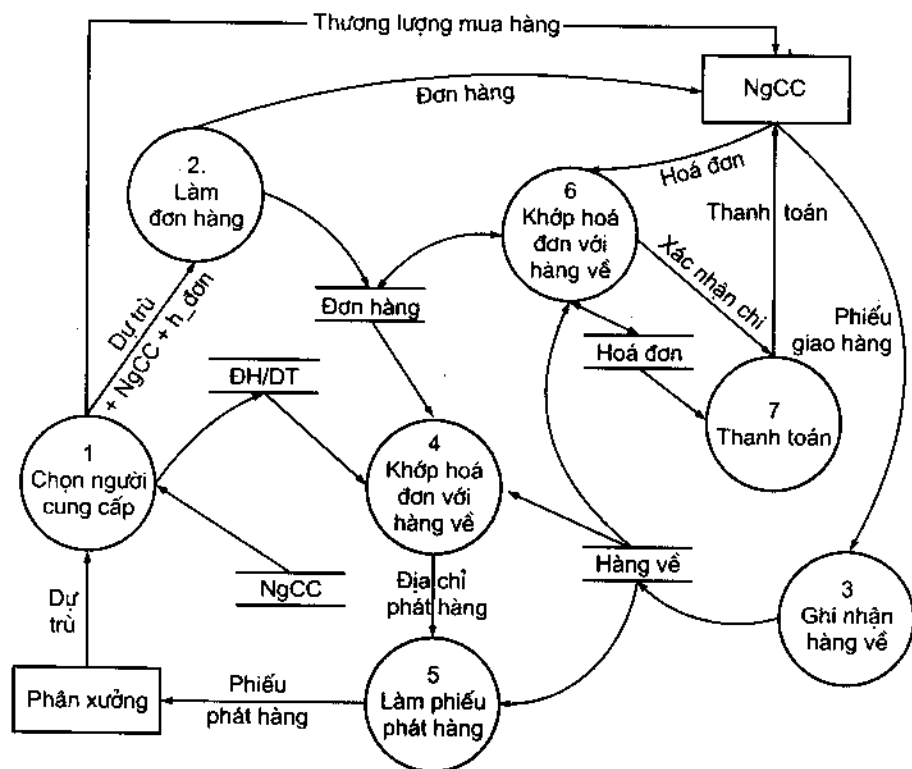 Thương lượng mua hàng
NgCC
Đơn hàng
2.
Làm
đơn hàng
Hoá đơn
6
Khớp hoá
đơn với
hàng về
Thanh toán
Xác nhận chi
Dự trù
+ NgCC + h_đơn
Đơn hàng
Hoá đơn
Phiếu
giao hàng
ĐH/DT
7
Thanh toán
1
Chọn người
cung cấp
4
Khớp hoá
đơn với
hàng về
NgCC
Hàng về
Địa chỉ
phát hàng
3
Ghi nhận
hàng về
Dự
trù
Phân xưởng
Phiếu
phát hàng
5
Làm phiếu
phát hàng